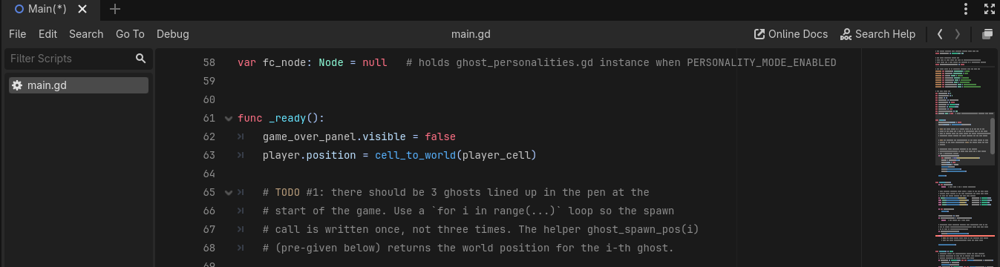 Main(*)
File Edit Search Go To Debug
main.gd
Online Docs
Search Help
Filter Scripts
main.gd
58 var fc_node: Node = null   # holds ghost_personalities.gd instance when PERSONALITY_MODE_ENABLED
59
60
61 func _ready():
62     game_over_panel.visible = false
63     player.position = cell_to_world(player_cell)
64
65     # TODO #1: there should be 3 ghosts lined up in the pen at the
66     # start of the game. Use a `for i in range(...)` loop so the spawn
67     # call is written once, not three times. The helper ghost_spawn_pos(i)
68     # (pre-given below) returns the world position for the i-th ghost.
69